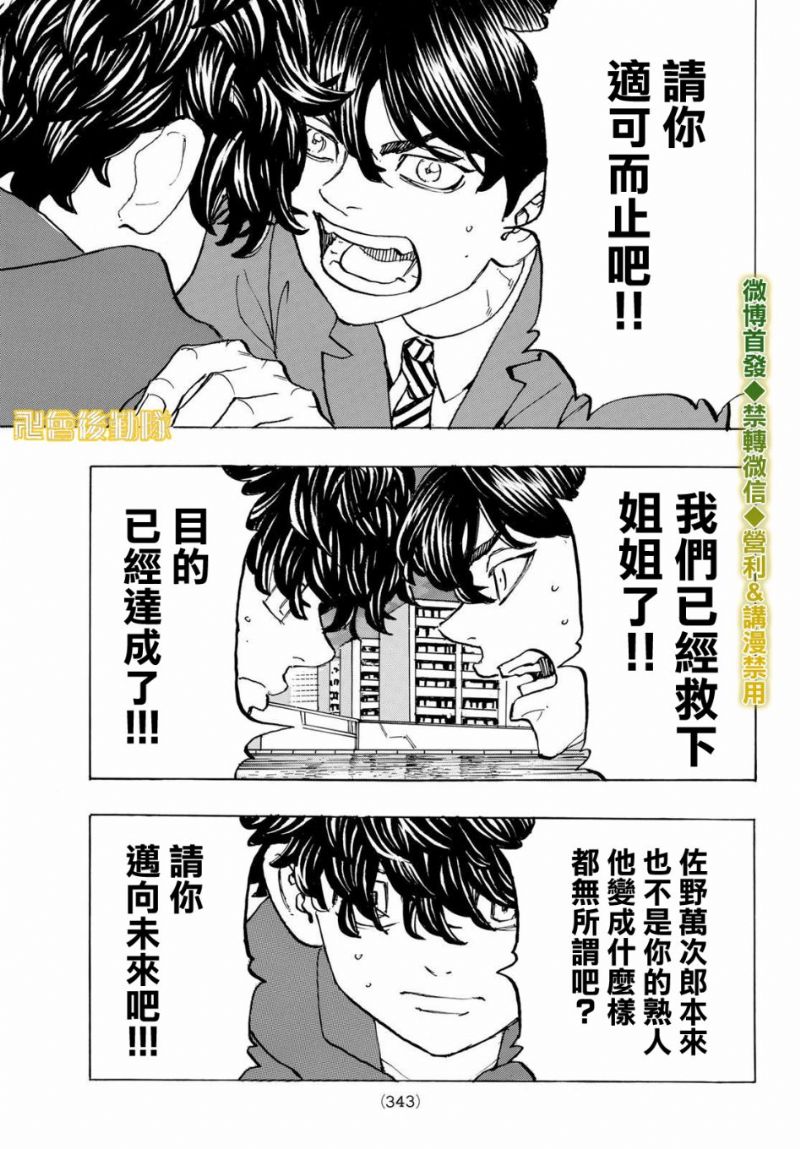 請你
適可而止吧!!
微博首發◆禁轉微信◆營利&講漫禁用
卍會後勤隊
我們已經救下
姐姐了!!
目的
已經達成了!!!
佐野萬次郎本來
也不是你的熟人
他變成什麼樣
都無所謂吧？
請你
邁向未來吧!!!
(343)